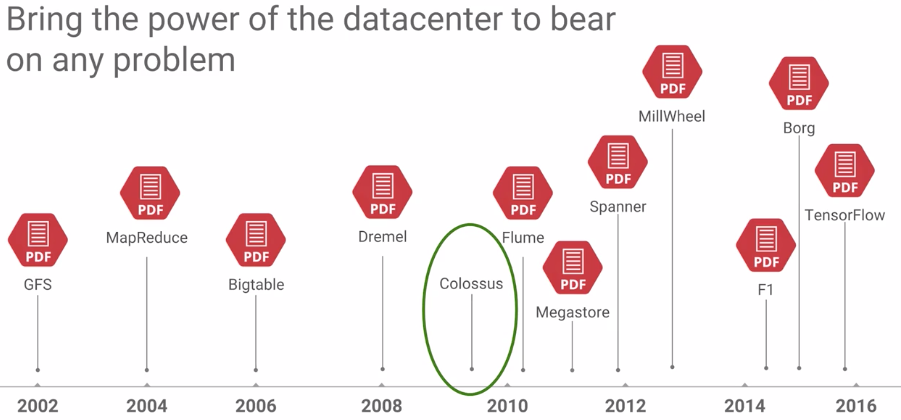 Bring the power of the datacenter to bear
on any problem
PDF
MillWheel
PDF
Borg
PDF
Spanner
PDF
TensorFlow
PDF
MapReduce
PDF
Dremel
PDF
Flume
PDF
GFS
PDF
Bigtable
Colossus
PDF
Megastore
PDF
F1
2002 2004 2006 2008 2010 2012 2014 2016